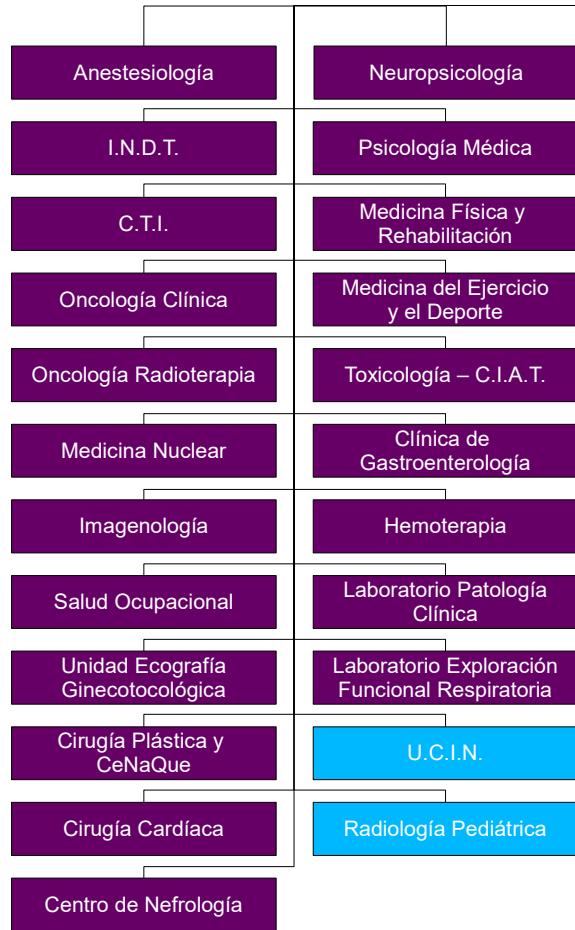 Anestesiología
Neuropsicología
I.N.D.T.
Psicología Médica
C.T.I.
Medicina Física y
Rehabilitación
Oncología Clínica
Medicina del Ejercicio
y el Deporte
Oncología Radioterapia
Toxicología – C.I.A.T.
Medicina Nuclear
Clínica de
Gastroenterología
Imagenología
Hemoterapia
Salud Ocupacional
Laboratorio Patología
Clínica
Unidad Ecografía
Ginecotocológica
Laboratorio Exploración
Funcional Respiratoria
Cirugía Plástica y
CeNaQue
U.C.I.N.
Cirugía Cardíaca
Radiología Pediátrica
Centro de Nefrología